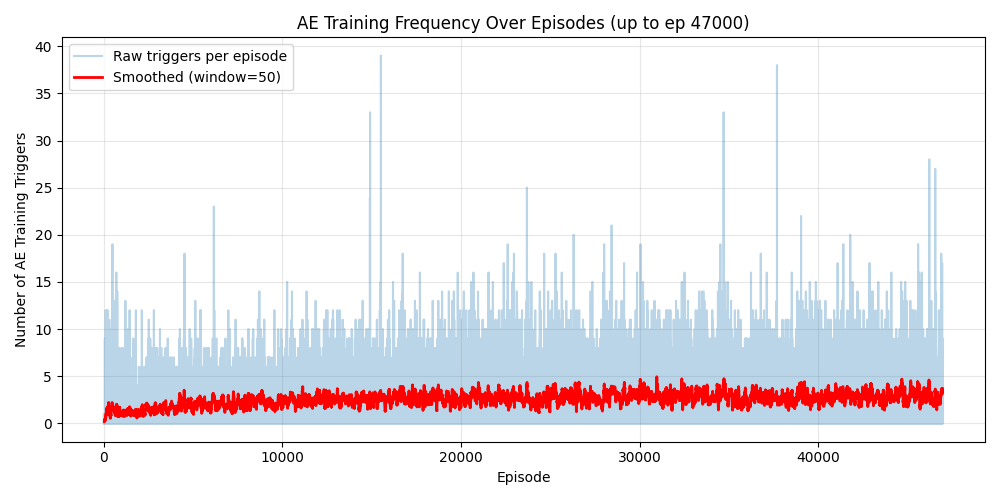 AE Training Frequency Over Episodes (up to ep 47000)
Raw triggers per episode
Smoothed (window=50)
Number of AE Training Triggers
40
35
30
25
20
15
10
5
0
0 10000 20000 30000 40000
Episode